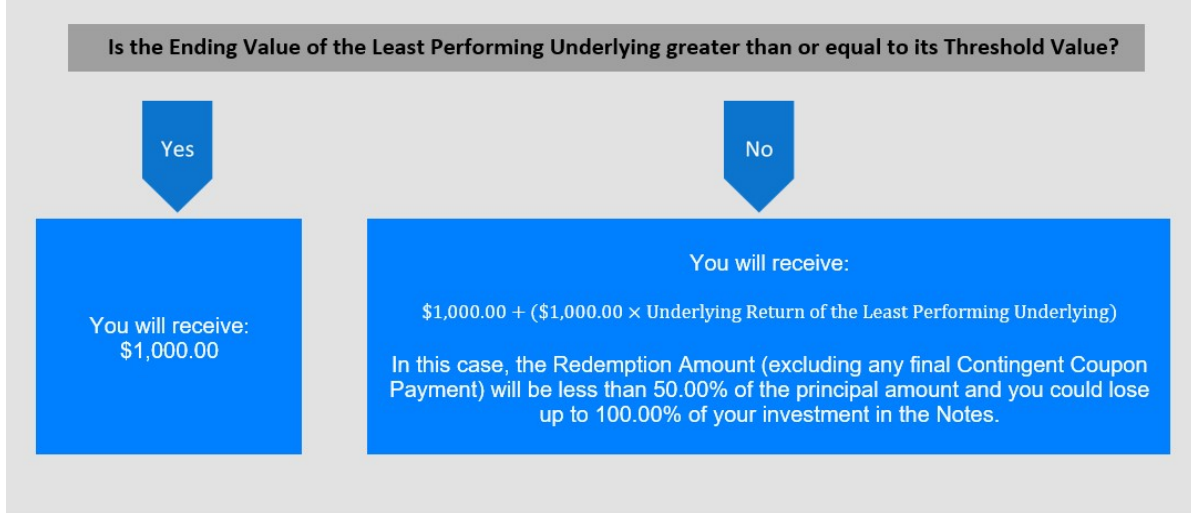 Is the Ending Value of the Least Performing Underlying greater than or equal to its Threshold Value?
Yes
No
You will receive:
$1,000.00
You will receive:
$1,000.00 + ($1,000.00 × Underlying Return of the Least Performing Underlying)
In this case, the Redemption Amount (excluding any final Contingent Coupon
Payment) will be less than 50.00% of the principal amount and you could lose
up to 100.00% of your investment in the Notes.